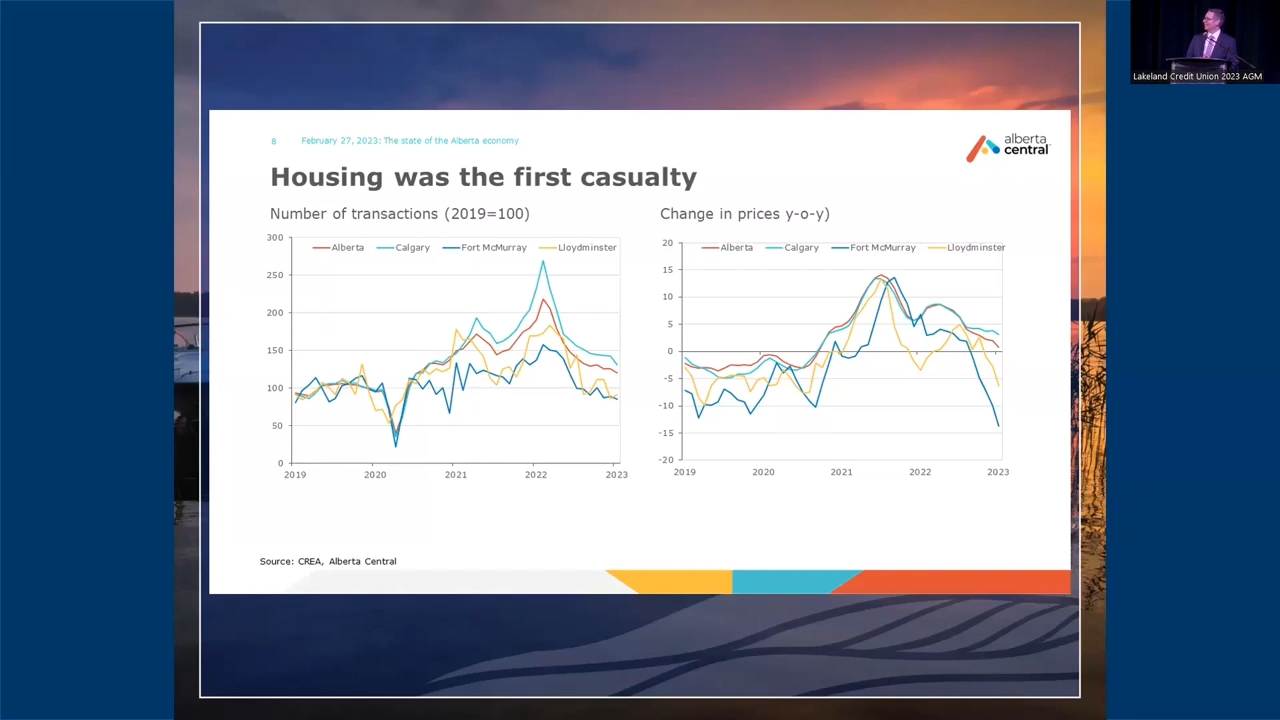 Lakeland Credit Union 2023 AGM
8 February 27, 2023: The state of the Alberta economy
alberta
central
Housing was the first casualty
Number of transactions (2019=100)
300
250
200
150
100
50
0
Alberta Calgary Fort McMurray Lloydminster
2019 2020 2021 2022 2023
Change in prices y-o-y)
20
15
10
5
0
-5
-10
-15
-20
Alberta Calgary Fort McMurray Lloydminster
2019 2020 2021 2022 2023
Source: CREA, Alberta Central